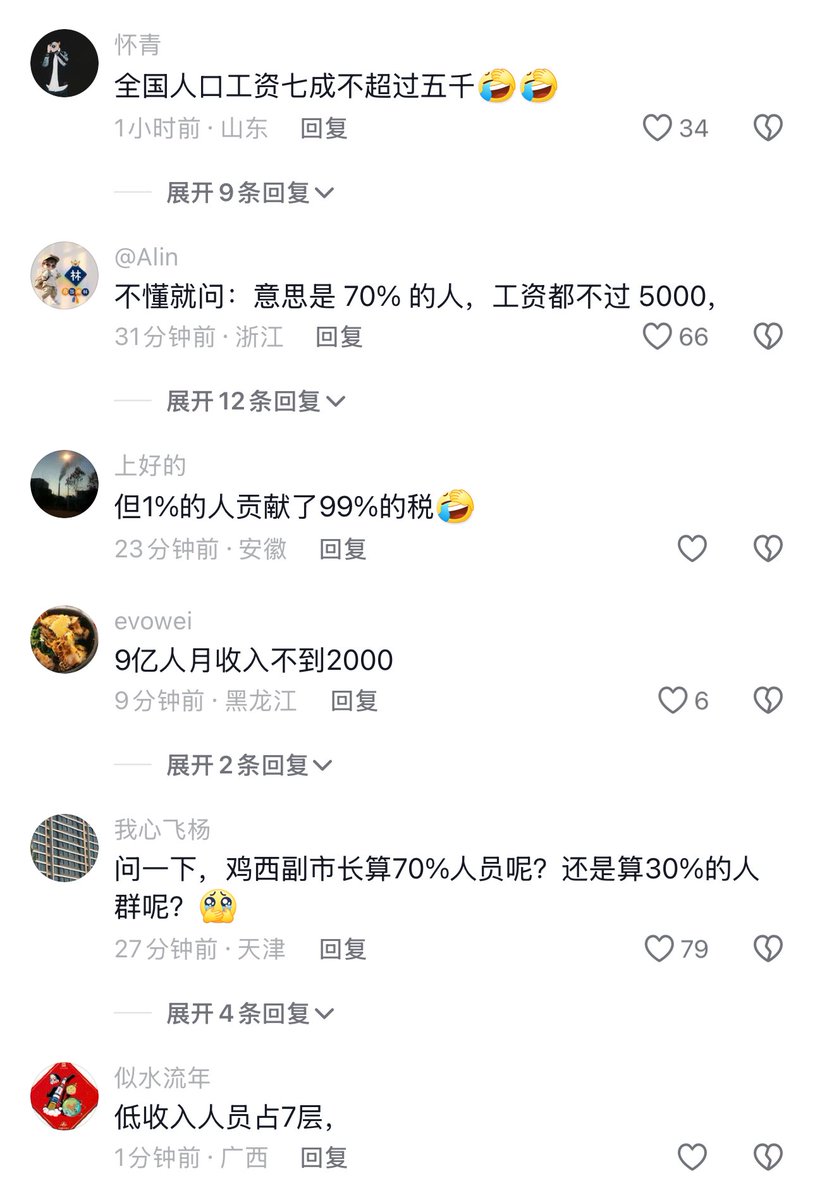 怀青
全国人口工资七成不超过五千🤣🤣
1小时前·山东 回复
34
展开9条回复
林
@Alin
不懂就问：意思是 70% 的人，工资都不过 5000，
31分钟前·浙江 回复
66
展开12条回复
上好的
但1%的人贡献了99%的税🤣
23分钟前·安徽 回复
evowei
9亿人月收入不到2000
9分钟前·黑龙江 回复
6
展开2条回复
我心飞杨
问一下，鸡西副市长算70%人员呢？还是算30%的人
群呢？🥹
27分钟前·天津 回复
79
展开4条回复
似水流年
低收入人员占7层，
1分钟前·广西 回复